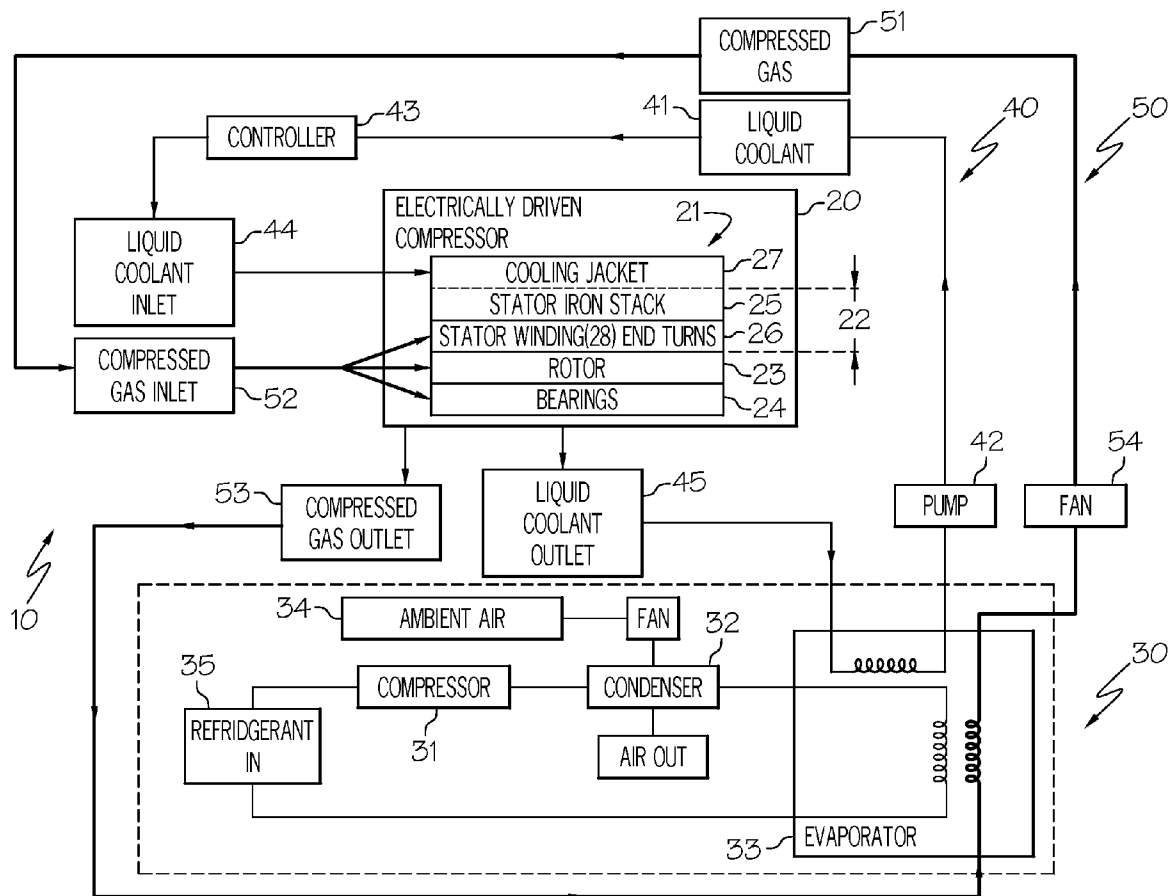 51
COMPRESSED
GAS
43
41
CONTROLLER
LIQUID
COOLANT
40
50
44
LIQUID
COOLANT
INLET
ELECTRICALLY DRIVEN
COMPRESSOR
21
20
COOLING JACKET
27
STATOR IRON STACK
25
22
STATOR WINDING(28) END TURNS
26
COMPRESSED
GAS INLET
52
ROTOR
23
BEARINGS
24
53
COMPRESSED
GAS OUTLET
LIQUID
COOLANT
OUTLET
45
42
PUMP
54
FAN
10
34
AMBIENT AIR
FAN
32
35
REFRIDGERANT
IN
COMPRESSOR
31
CONDENSER
AIR OUT
30
33
EVAPORATOR